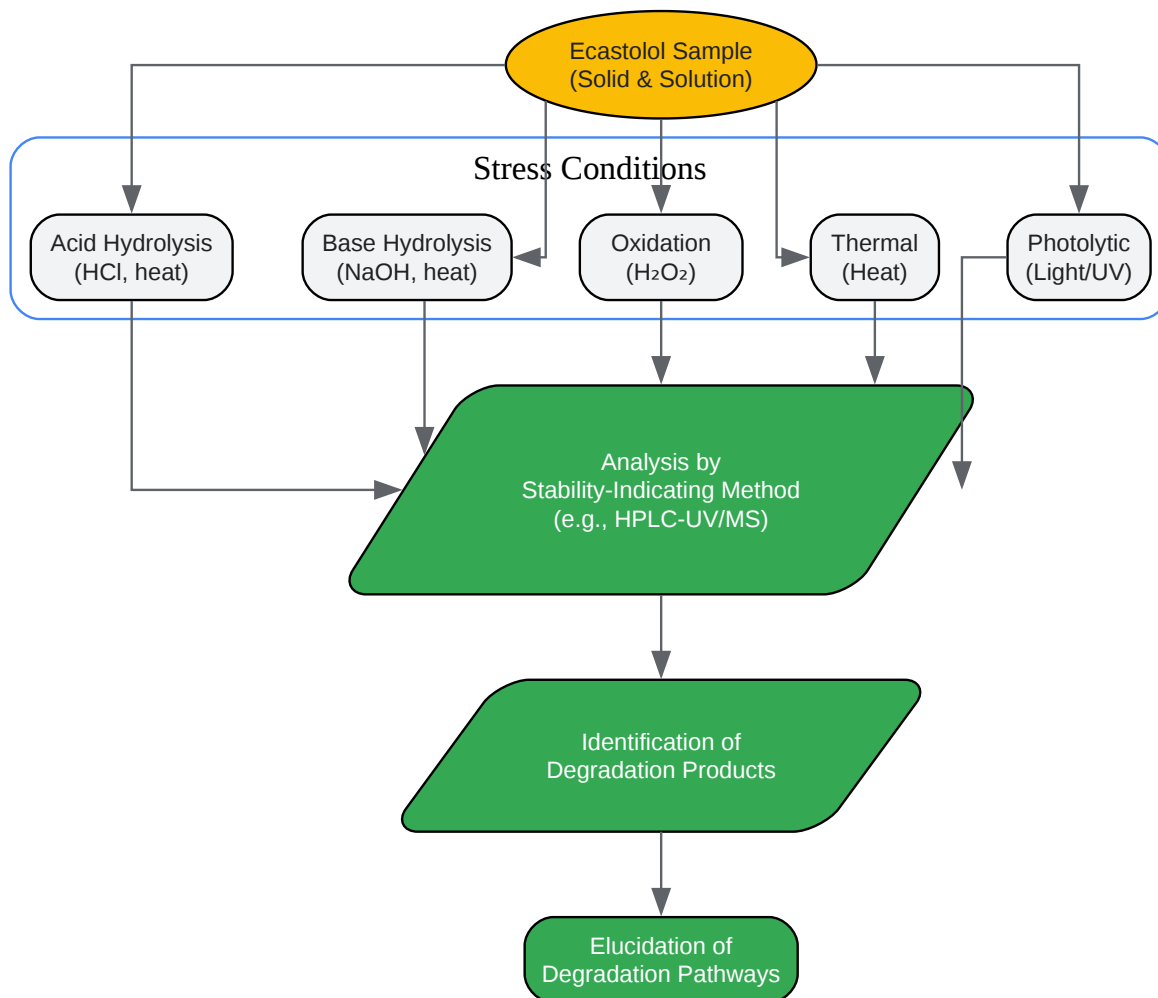 Ecastolol Sample
(Solid & Solution)
Stress Conditions
Acid Hydrolysis
(HCl, heat)
Base Hydrolysis
(NaOH, heat)
Oxidation
(H₂O₂)
Thermal
(Heat)
Photolytic
(Light/UV)
Analysis by
Stability-Indicating Method
(e.g., HPLC-UV/MS)
Identification of
Degradation Products
Elucidation of
Degradation Pathways